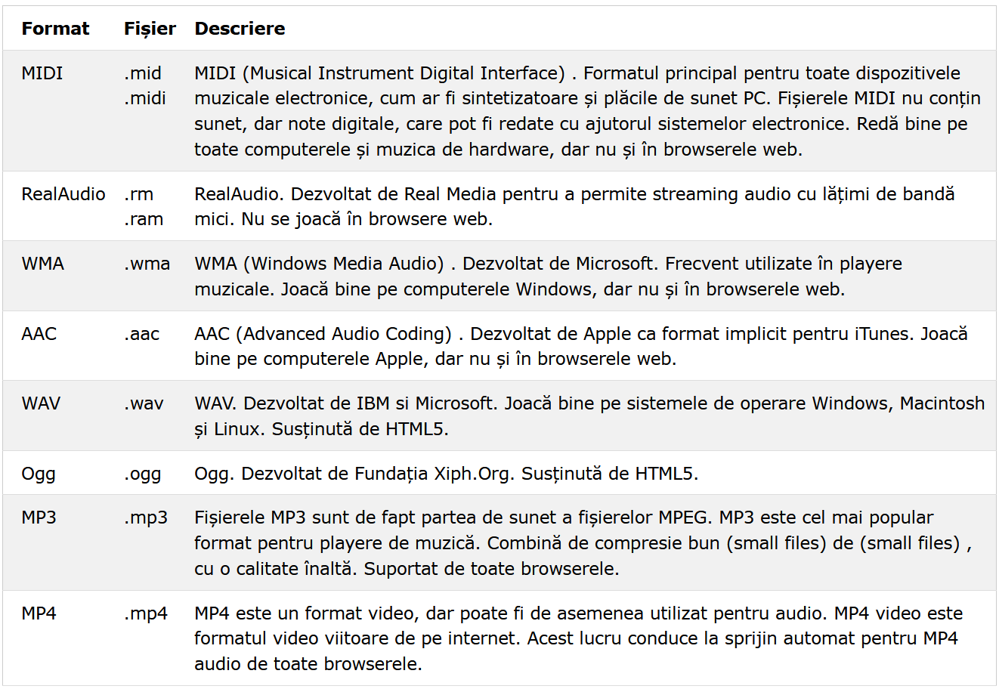 Format Fișier Descriere
MIDI .mid MIDI (Musical Instrument Digital Interface) . Formatul principal pentru toate dispozitivele
.midi muzicale electronice, cum ar fi sintetizatoare și plăcile de sunet PC. Fișierele MIDI nu conțin
sunet, dar note digitale, care pot fi redate cu ajutorul sistemelor electronice. Redă bine pe
toate computerele și muzica de hardware, dar nu și în browserele web.
RealAudio .rm RealAudio. Dezvoltat de Real Media pentru a permite streaming audio cu lățimi de bandă
.ram mici. Nu se joacă în browsere web.
WMA .wma WMA (Windows Media Audio) . Dezvoltat de Microsoft. Frecvent utilizate în playere
muzicale. Joacă bine pe computerele Windows, dar nu și în browserele web.
AAC .aac AAC (Advanced Audio Coding) . Dezvoltat de Apple ca format implicit pentru iTunes. Joacă
bine pe computerele Apple, dar nu și în browserele web.
WAV .wav WAV. Dezvoltat de IBM si Microsoft. Joacă bine pe sistemele de operare Windows, Macintosh
și Linux. Susținută de HTML5.
Ogg .ogg Ogg. Dezvoltat de Fundația Xiph.Org. Susținută de HTML5.
MP3 .mp3 Fișierele MP3 sunt de fapt partea de sunet a fișierelor MPEG. MP3 este cel mai popular
format pentru playere de muzică. Combină de compresie bun (small files) de (small files) ,
cu o calitate înaltă. Suportat de toate browserele.
MP4 .mp4 MP4 este un format video, dar poate fi de asemenea utilizat pentru audio. MP4 video este
formatul video viitoare de pe internet. Acest lucru conduce la sprijin automat pentru MP4
audio de toate browserele.